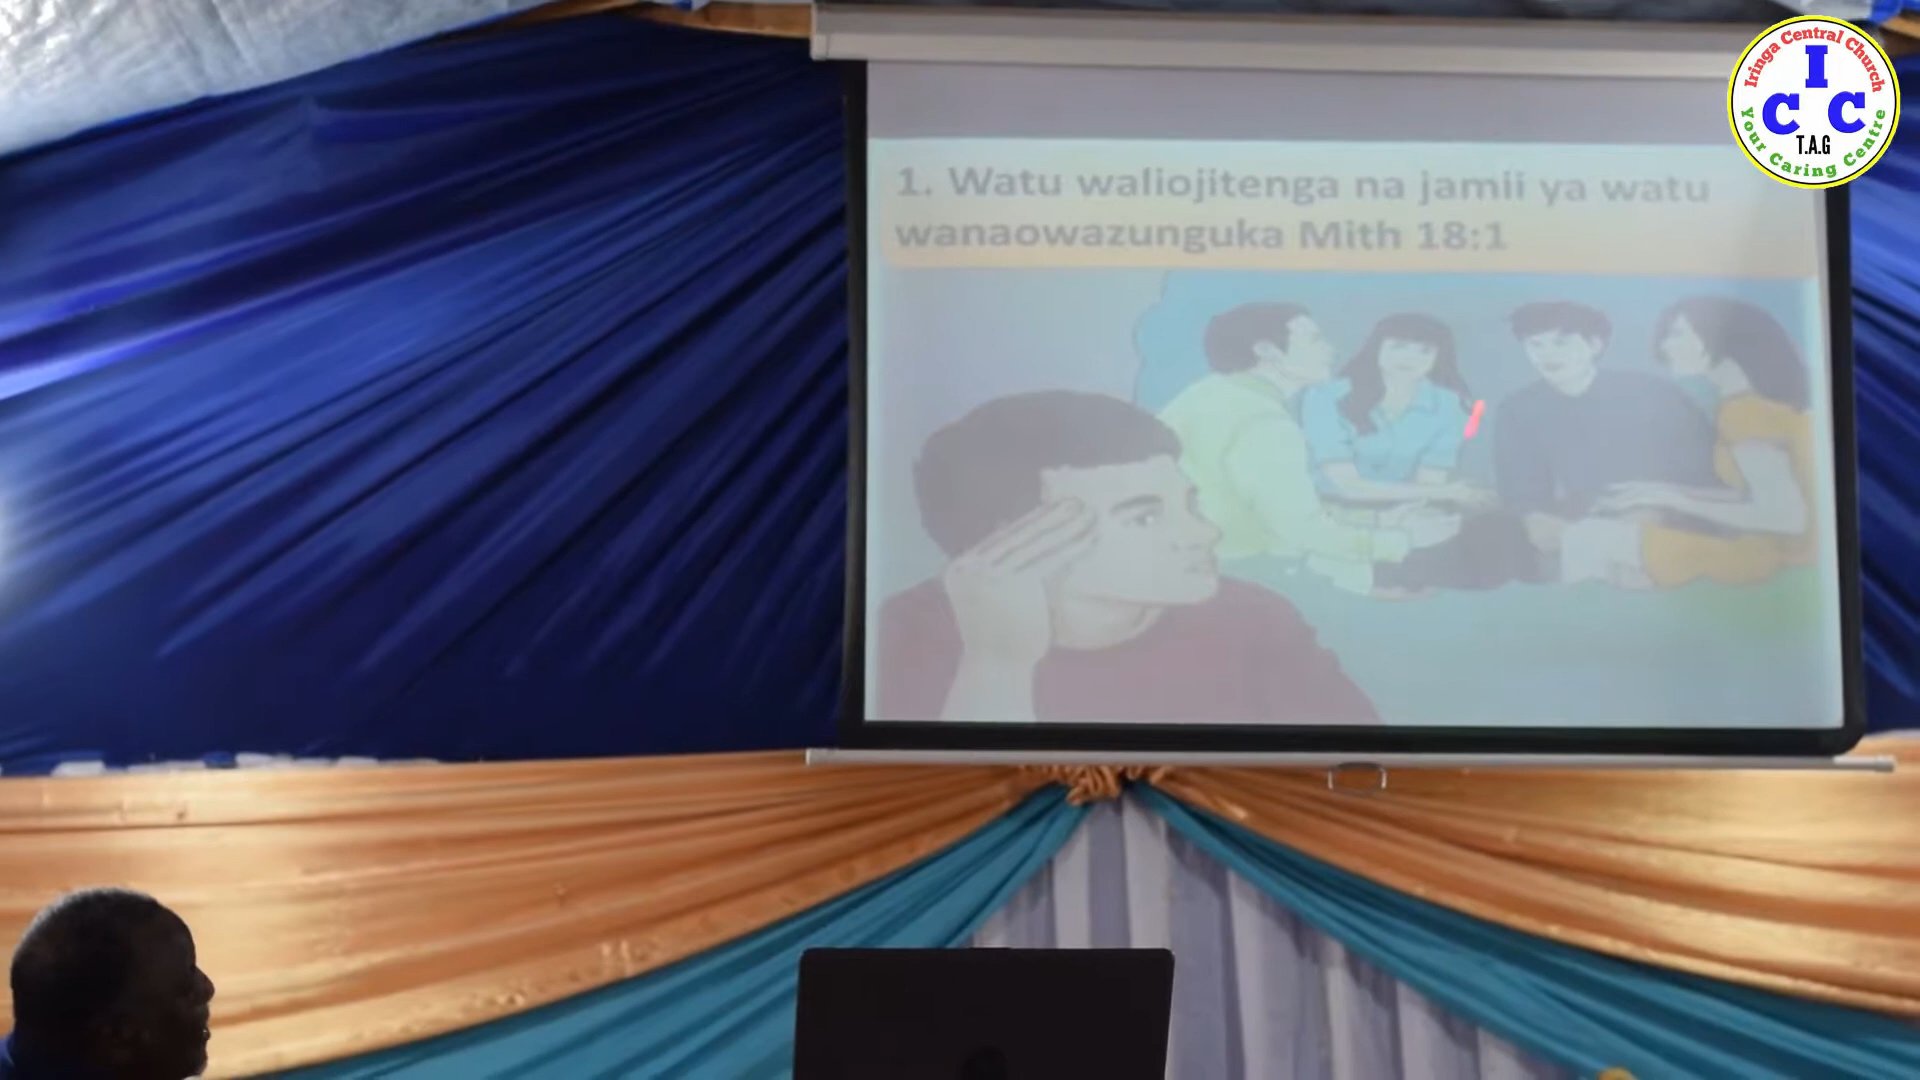 1. Watu waliojitenga na jamii ya watu
wanaowazunguka Mith 18:1
Iringa Central Church
I
C C
T.A.G
Your Caring Centre